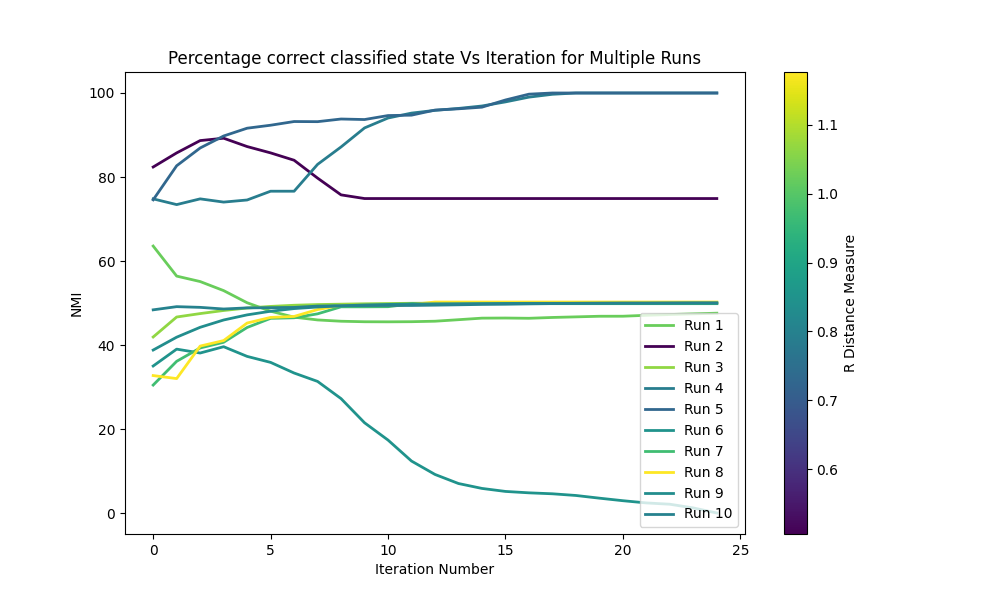 Percentage correct classified state Vs Iteration for Multiple Runs
NMI
100
80
60
40
20
0
0 5 10 15 20 25
Iteration Number
Run 1
Run 2
Run 3
Run 4
Run 5
Run 6
Run 7
Run 8
Run 9
Run 10
1.1
1.0
0.9
0.8
0.7
0.6
R Distance Measure